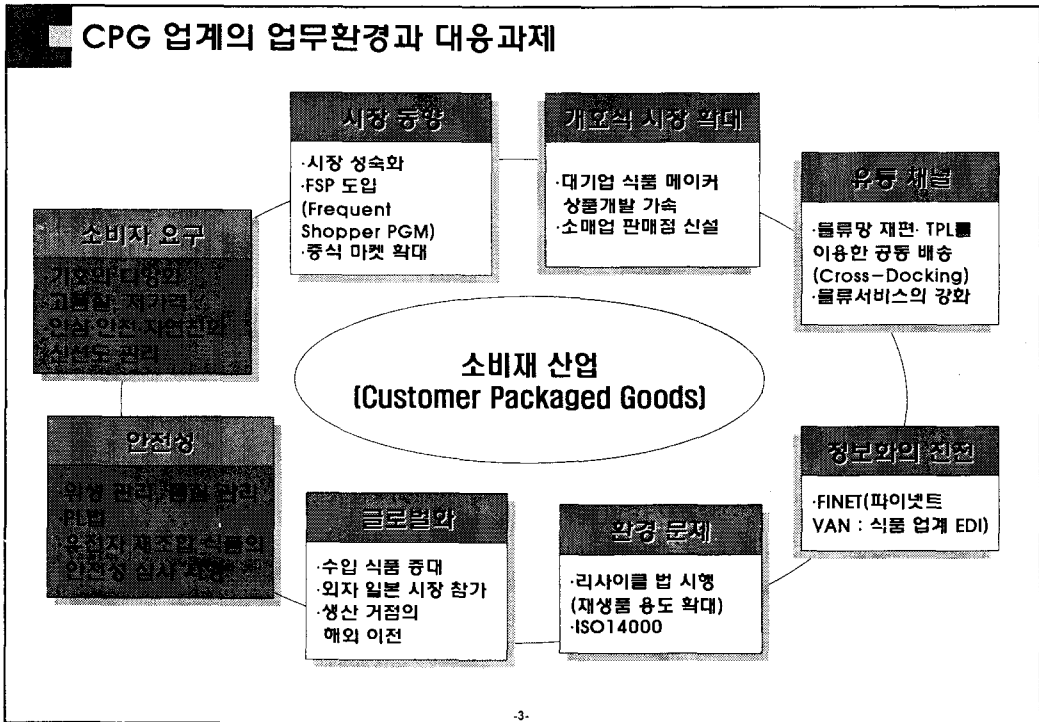 CPG 업계의 업무환경과 대응과제
시장 동향
·시장 성숙화
·FSP 도입
(Frequent
Shopper PGM)
·중식 마켓 확대
개호식 시장 확대
·대기업 식품 메이커
상품개발 가속
·소매업 판매점 신설
유통 채널
·물류망 재편· TPL를
이용한 공동 배송
(Cross-Docking)
·물류서비스의 강화
소비자 요구
·기호의 다양화
·고품질, 저가격
·안심 안전 자연친화
·신선도 관리
소비재 산업
(Customer Packaged Goods)
안전성
·위생 관리, 품질 관리
·PL법
·유전자 재조합 식품의
안전성 심사
정보화의 진전
·FINET(파이넷트
VAN : 식품 업계 EDI)
글로벌화
·수입 식품 증대
·외자 일본 시장 참가
·생산 거점의
해외 이전
환경 문제
·리사이클 법 시행
(재생품 용도 확대)
·ISO14000
-3-